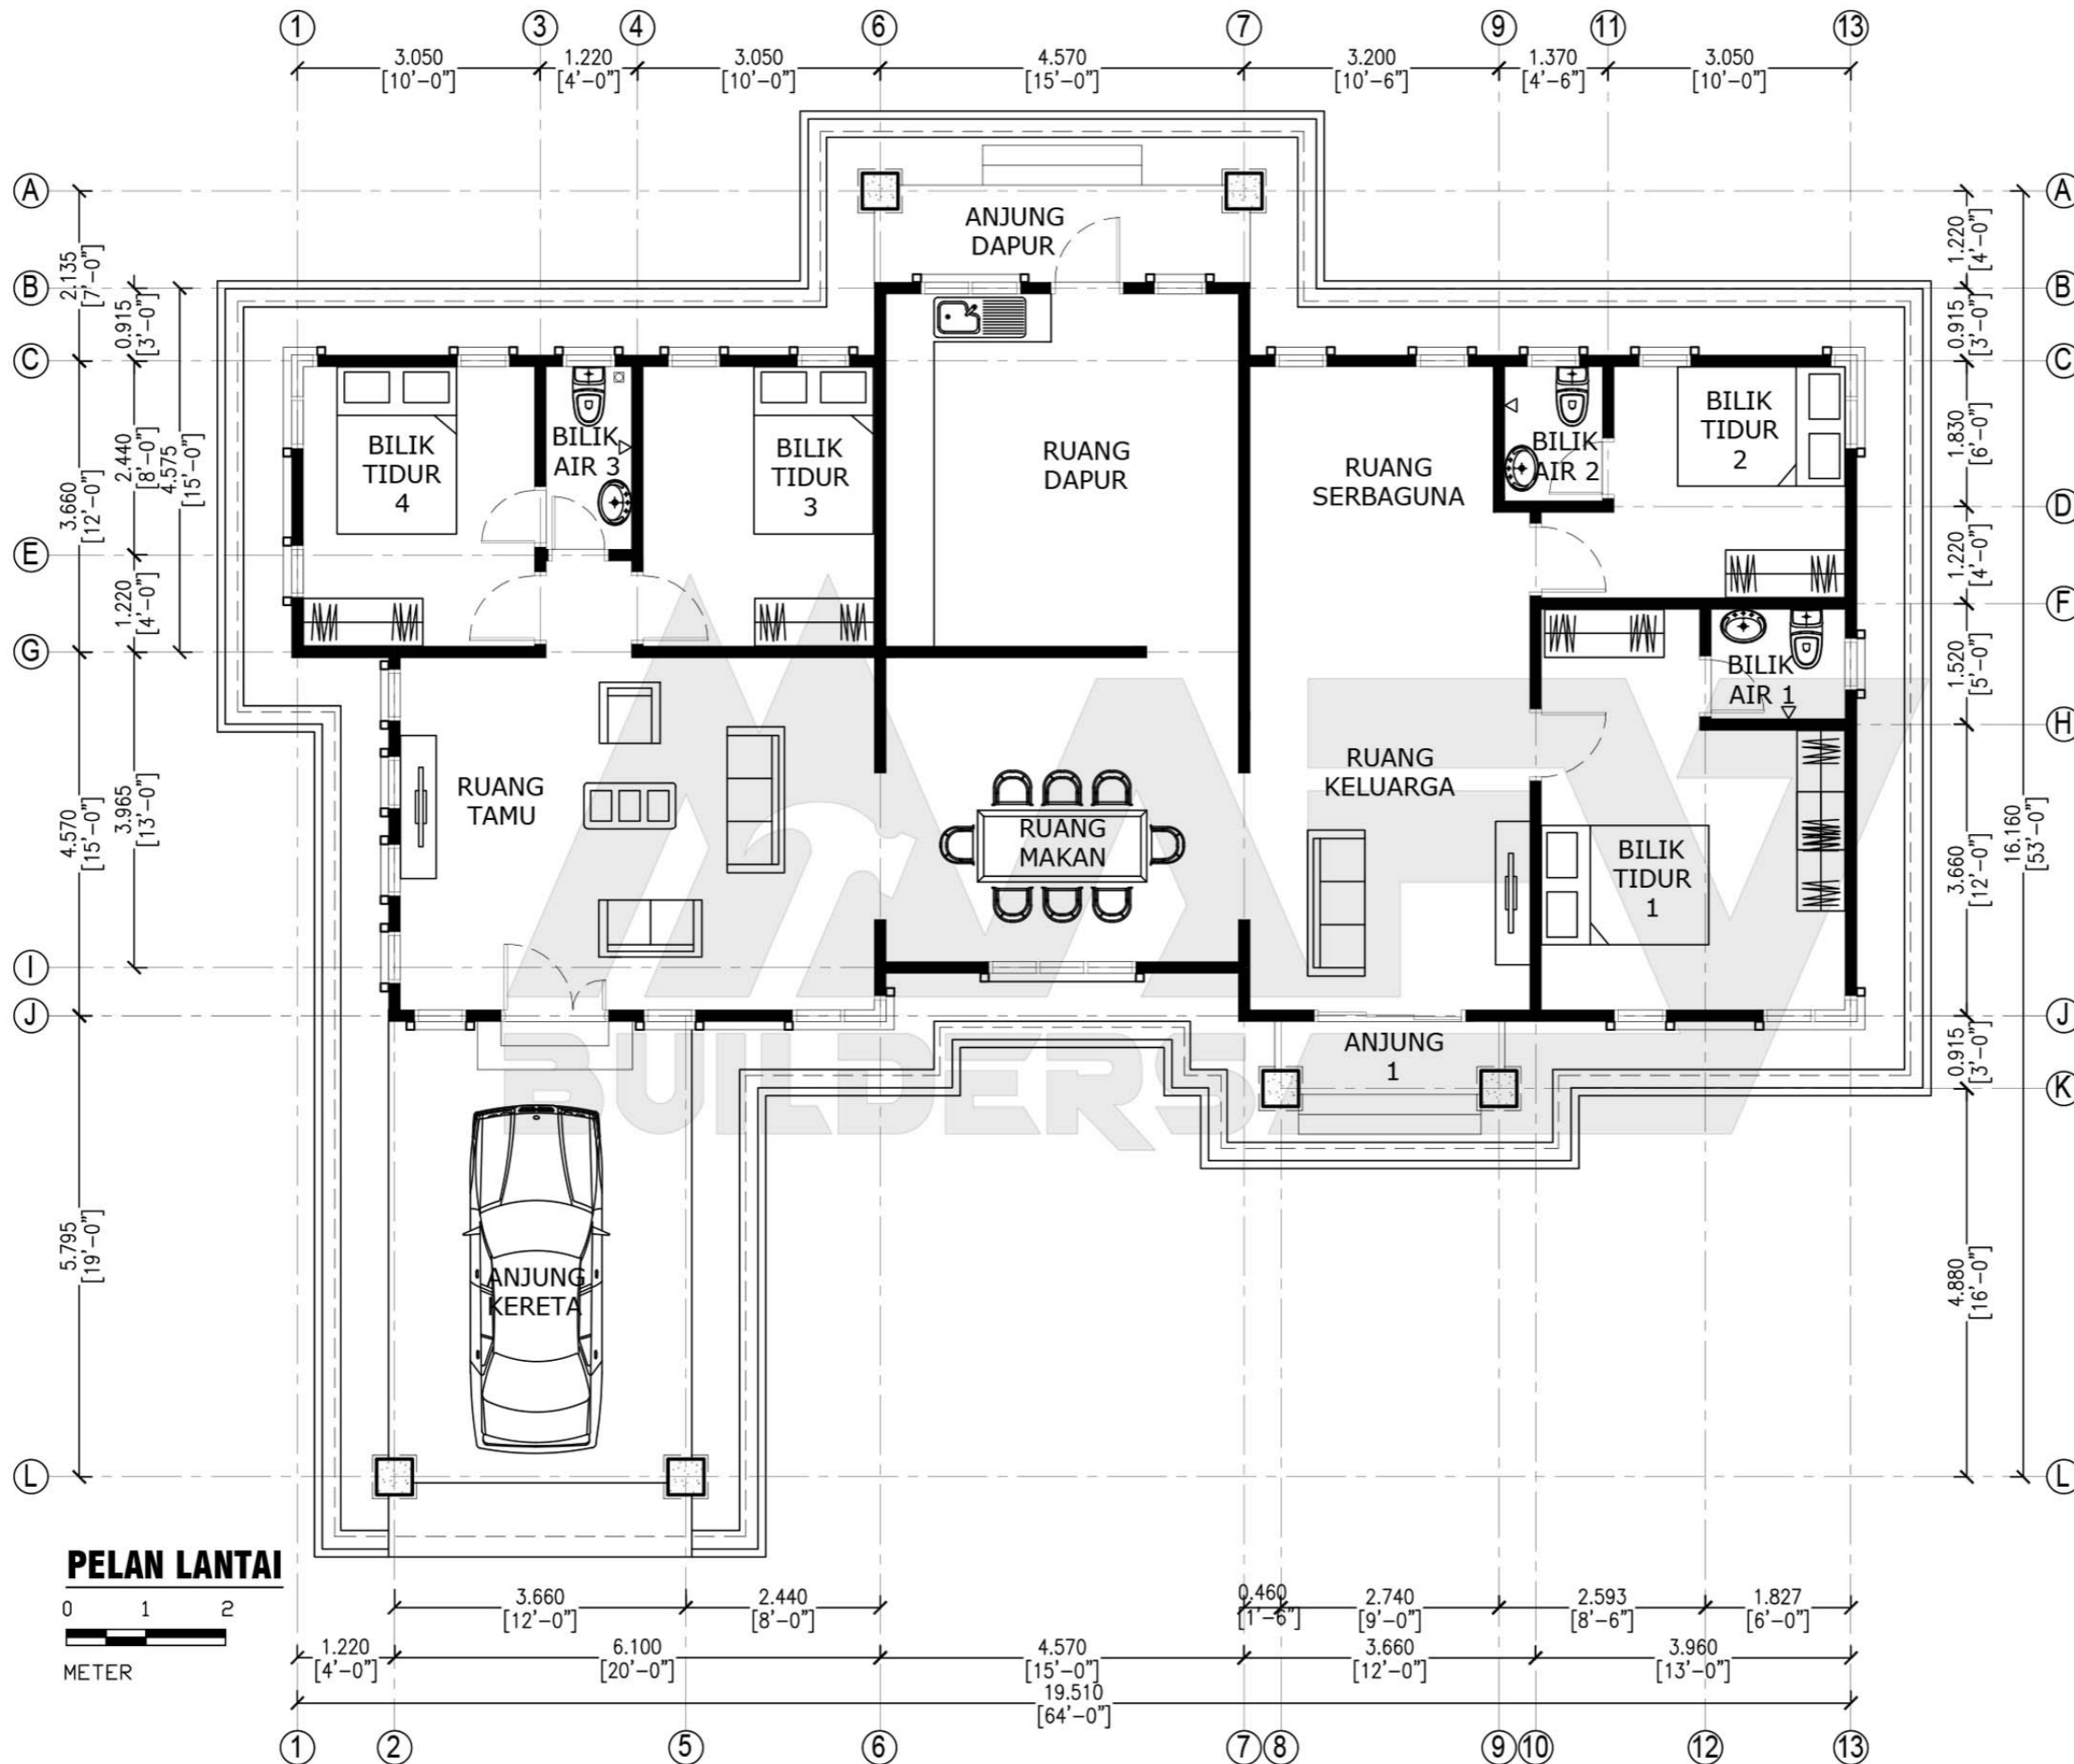 1 3 4 6 7 9 11 13
3.050 1.220 3.050 4.570 3.200 1.370 3.050
[10'-0"] [4'-0"] [10'-0"] [15'-0"] [10'-6"] [4'-6"] [10'-0"]
A A
2.135
[7'-0"]
1.220
[4'-0"]
ANJUNG
DAPUR
B B
0.915
[3'-0"]
0.915
[3'-0"]
C C
2.440
[8'-0"]
4.575
[15'-0"]
3.660
[12'-0"]
1.830
[6'-0"]
BILIK
TIDUR
4
BILIK
AIR 3
BILIK
TIDUR
3
RUANG
DAPUR
RUANG
SERBAGUNA
BILIK
AIR 2
BILIK
TIDUR
2
D
E
1.220
[4'-0"]
1.220
[4'-0"]
F
G
1.520
[5'-0"]
BILIK
AIR 1
H
4.570
[15'-0"]
3.965
[13'-0"]
RUANG
TAMU
RUANG
MAKAN
RUANG
KELUARGA
BILIK
TIDUR
1
3.660
[12'-0"]
16.160
[53'-0"]
I
J J
BUILDERS
ANJUNG
1
0.915
[3'-0"]
K
5.795
[19'-0"]
ANJUNG
KERETA
4.880
[16'-0"]
L L
PELAN LANTAI
0 1 2
METER
3.660 2.440 0.460 2.740 2.593 1.827
[12'-0"] [8'-0"] [1'-6"] [9'-0"] [8'-6"] [6'-0"]
1.220 6.100 4.570 3.660 3.960
[4'-0"] [20'-0"] [15'-0"] [12'-0"] [13'-0"]
19.510
[64'-0"]
1 2 5 6 7 8 9 10 12 13